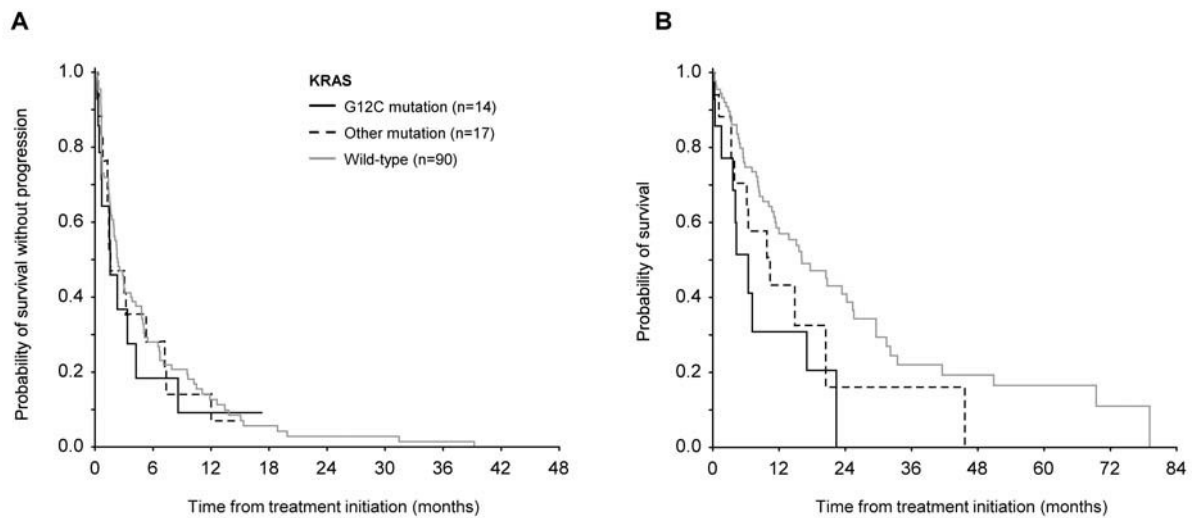 A
Probability of survival without progression
1.0
0.8
0.6
0.4
0.2
0.0
0 6 12 18 24 30 36 42 48
Time from treatment initiation (months)
KRAS
G12C mutation (n=14)
Other mutation (n=17)
Wild-type (n=90)
B
Probability of survival
1.0
0.8
0.6
0.4
0.2
0.0
0 12 24 36 48 60 72 84
Time from treatment initiation (months)